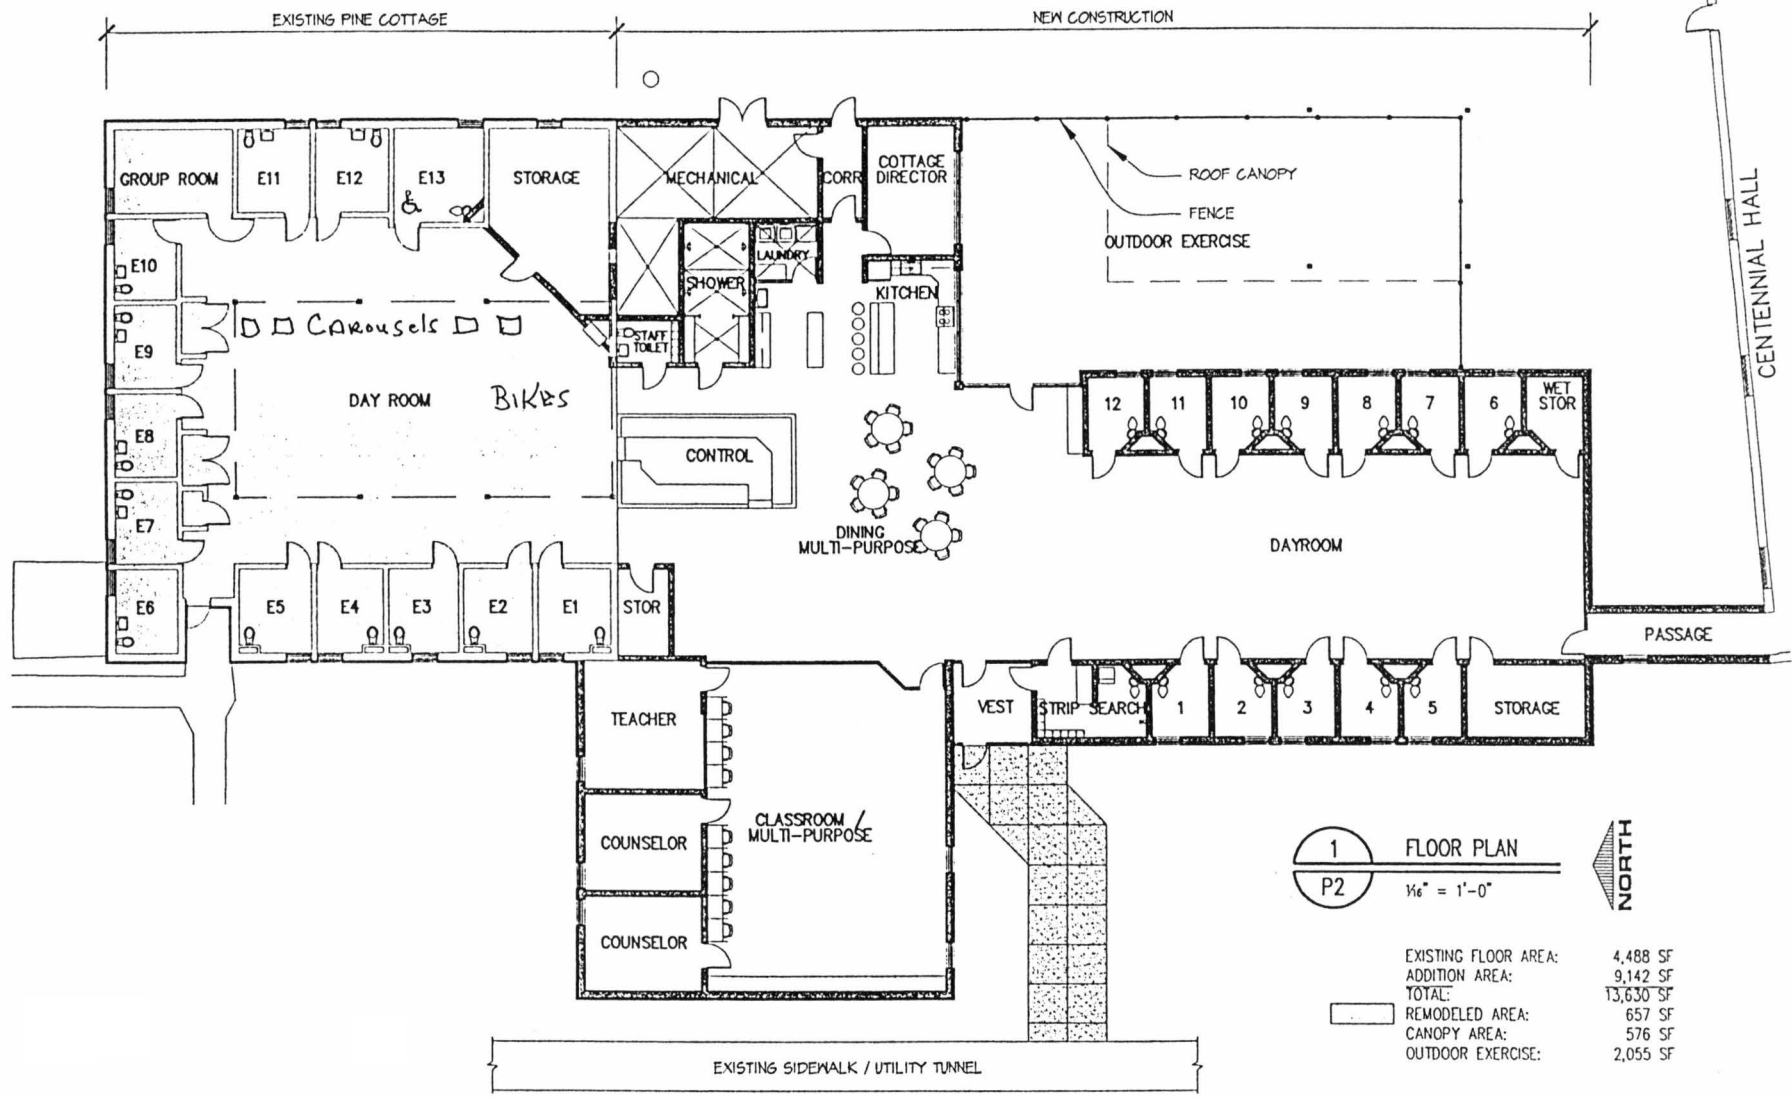 EXISTING PINE COTTAGE
NEW CONSTRUCTION
GROUP ROOM
E11
E12
E13
STORAGE
MECHANICAL
CORR
COTTAGE
DIRECTOR
ROOF CANOPY
FENCE
OUTDOOR EXERCISE
CENTENNIAL HALL
E10
LAUNDRY
SHOWER
KITCHEN
CAROUSELS
STAFF
TOILET
E9
DAY ROOM
BIKES
12
11
10
9
8
7
6
WET
STOR
E8
CONTROL
E7
DINING
MULTI-PURPOSE
DAYROOM
E6
E5
E4
E3
E2
E1
STOR
PASSAGE
TEACHER
VEST
STRIP SEARCH
1
2
3
4
5
STORAGE
COUNSELOR
CLASSROOM /
MULTI-PURPOSE
COUNSELOR
1
P2
FLOOR PLAN
1/16" = 1'-0"
NORTH
EXISTING FLOOR AREA: 4,488 SF
ADDITION AREA: 9,142 SF
TOTAL: 13,630 SF
REMODELED AREA: 657 SF
CANOPY AREA: 576 SF
OUTDOOR EXERCISE: 2,055 SF
EXISTING SIDEWALK / UTILITY TUNNEL